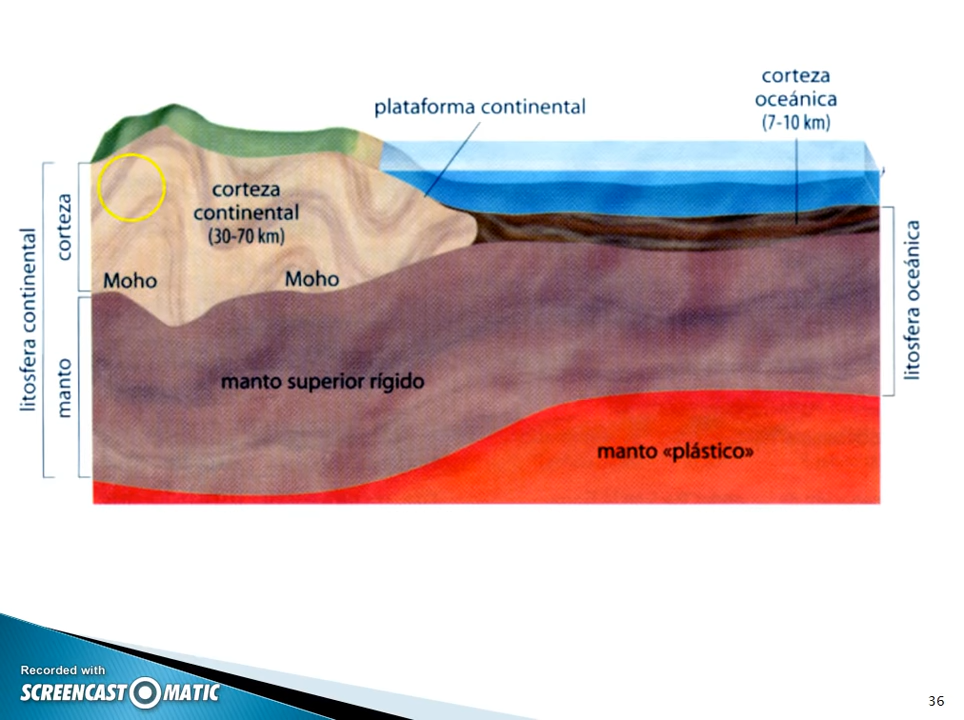 corteza
oceánica
(7-10 km)
plataforma continental
corteza
continental
(30-70 km)
Moho
Moho
litosfera continental
corteza
manto
litosfera oceánica
manto superior rígido
manto «plástico»
Recorded with
SCREENCAST MATIC
36